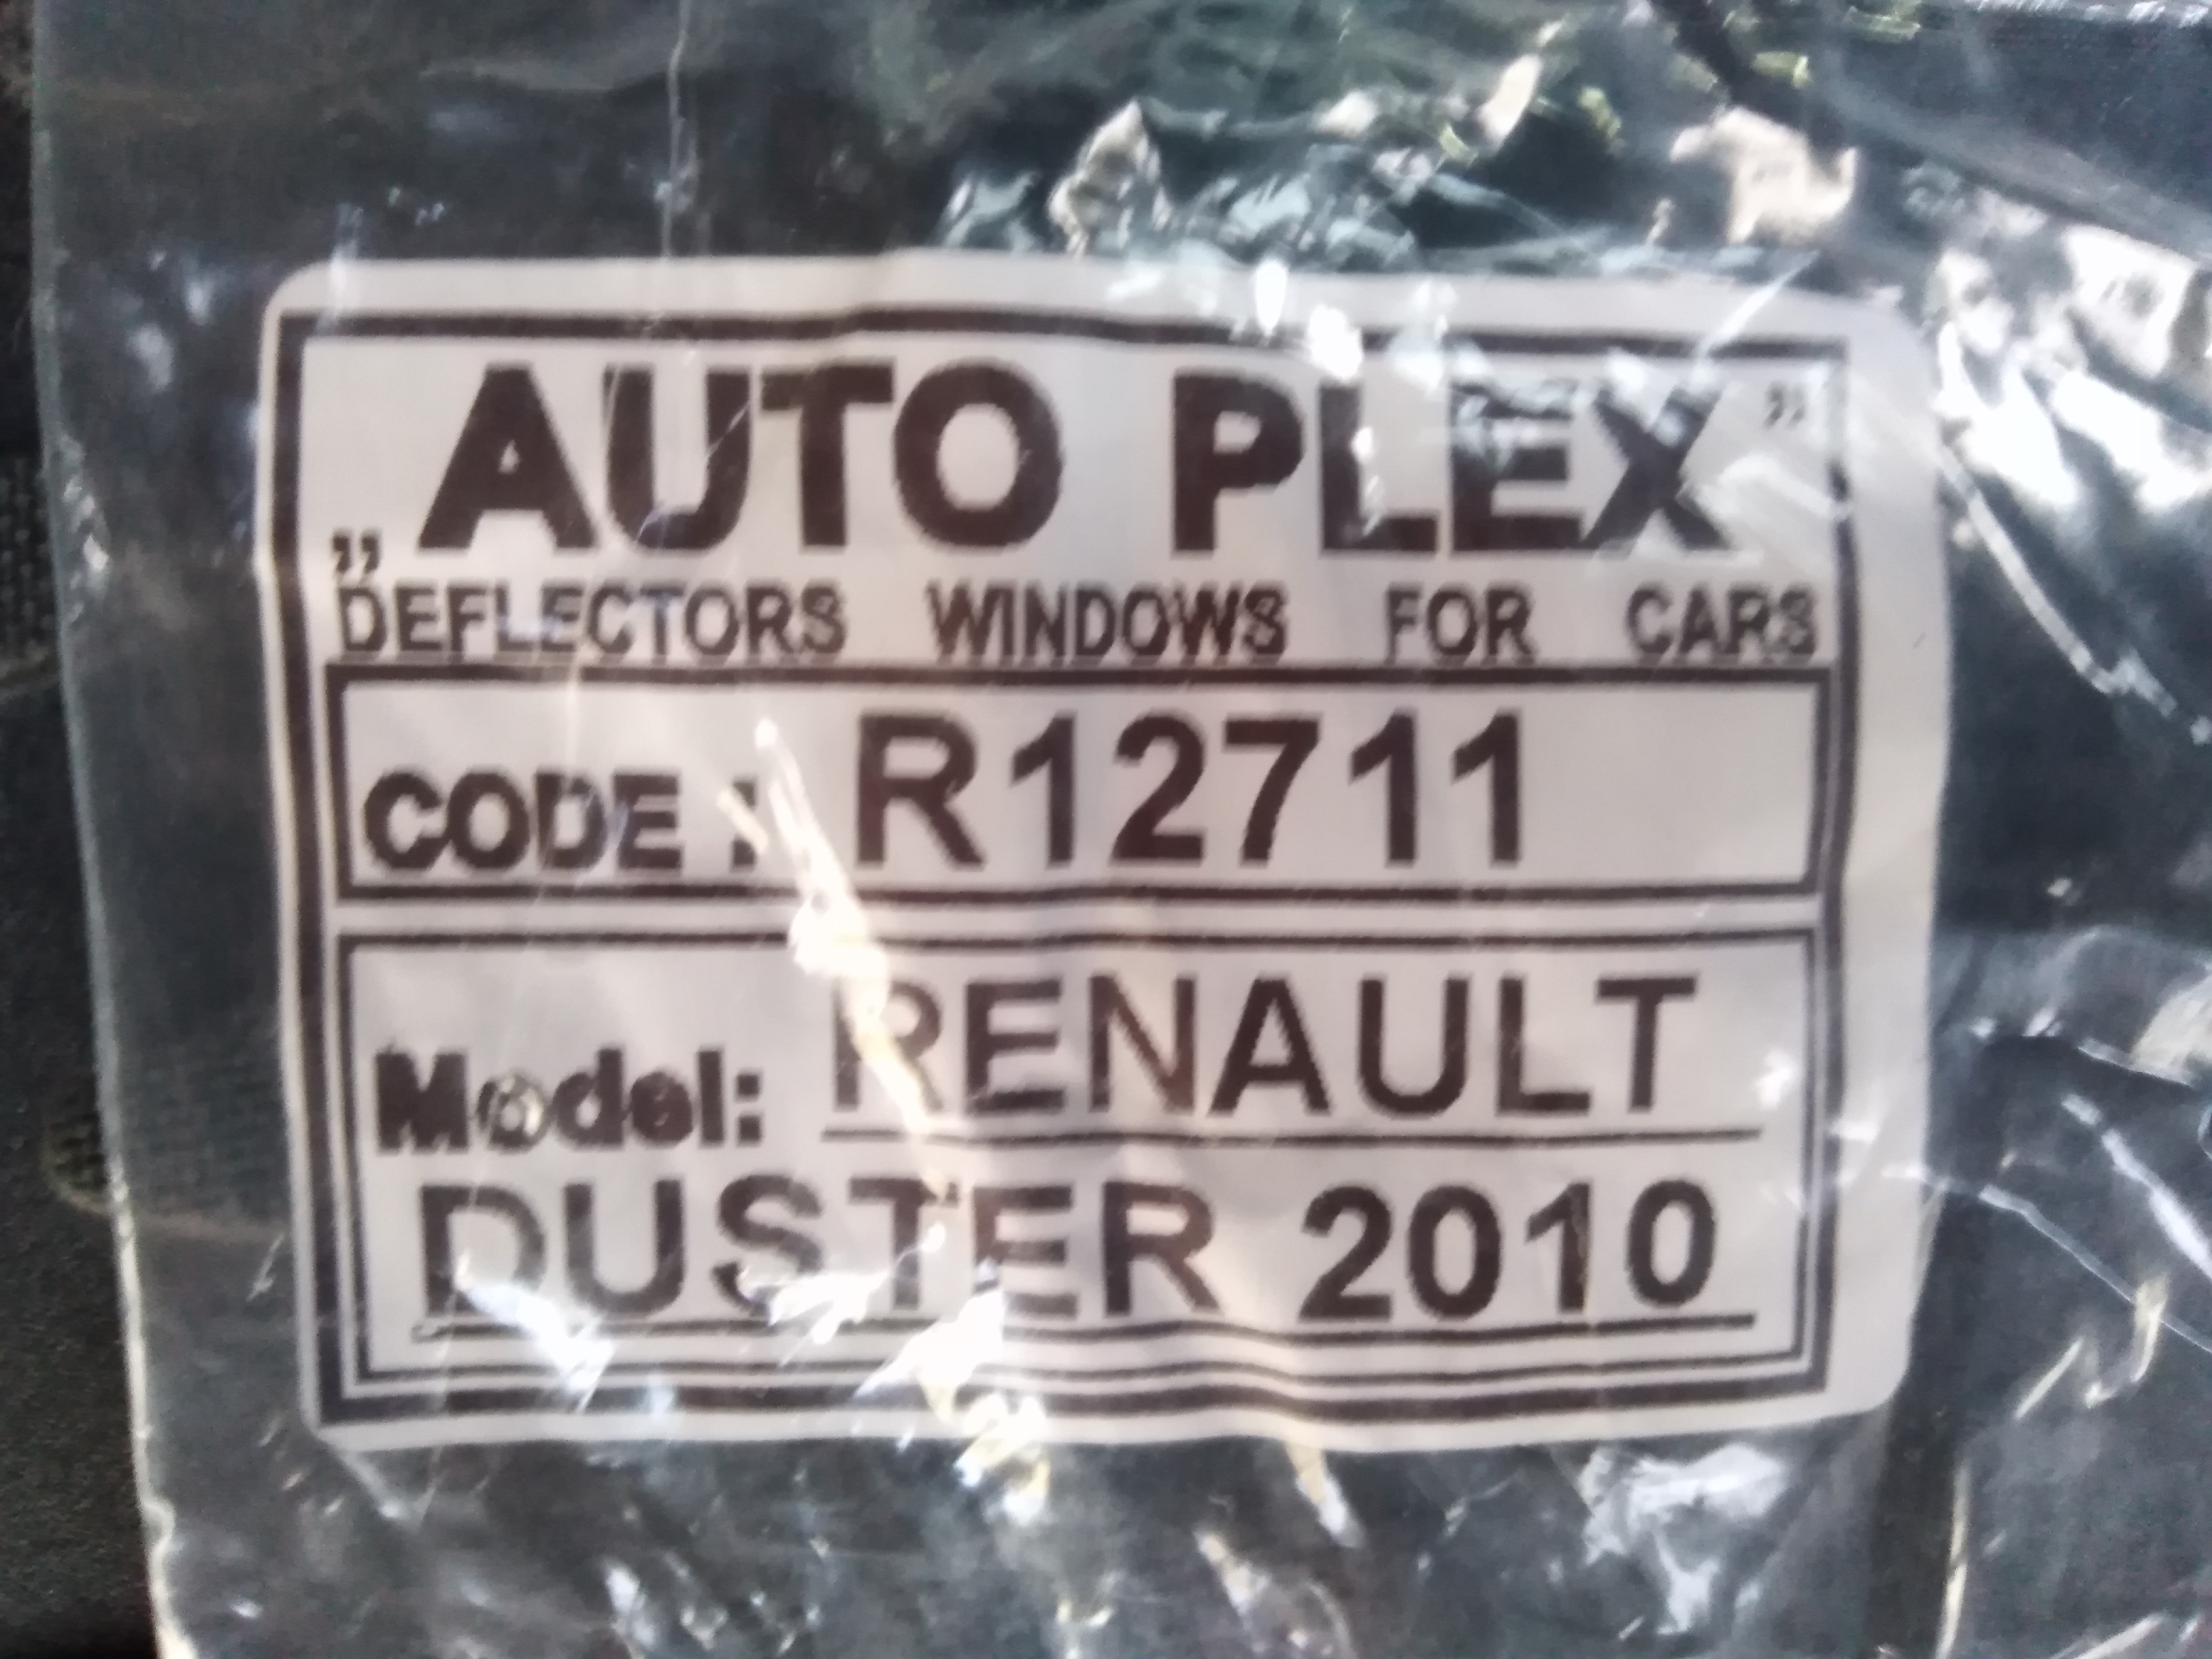 „AUTO PLEX”
DEFLECTORS WINDOWS FOR CARS
CODE : R12711
Model: RENAULT
DUSTER 2010